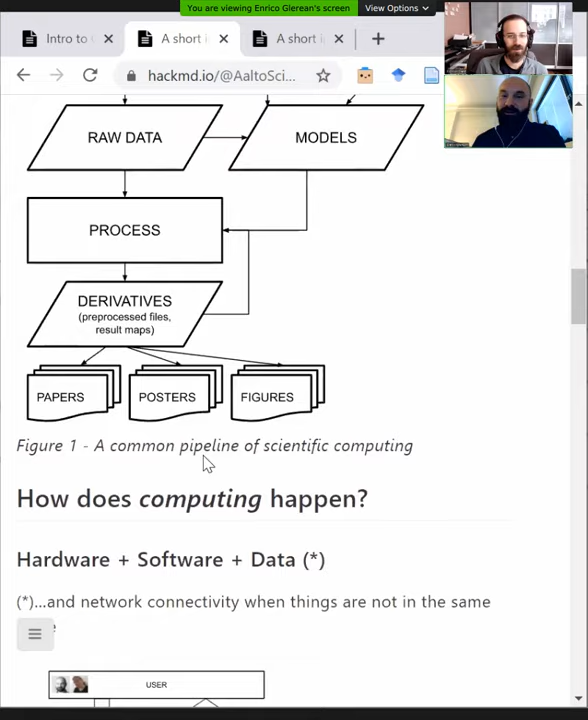 You are viewing Enrico Glerean's screen
View Options
Intro to
A short i
A short i
hackmd.io/@AaltoSci...
RAW DATA
MODELS
PROCESS
DERIVATIVES
(preprocessed files,
result maps)
PAPERS
POSTERS
FIGURES
Figure 1 - A common pipeline of scientific computing
How does computing happen?
Hardware + Software + Data (*)
(*)...and network connectivity when things are not in the same
USER